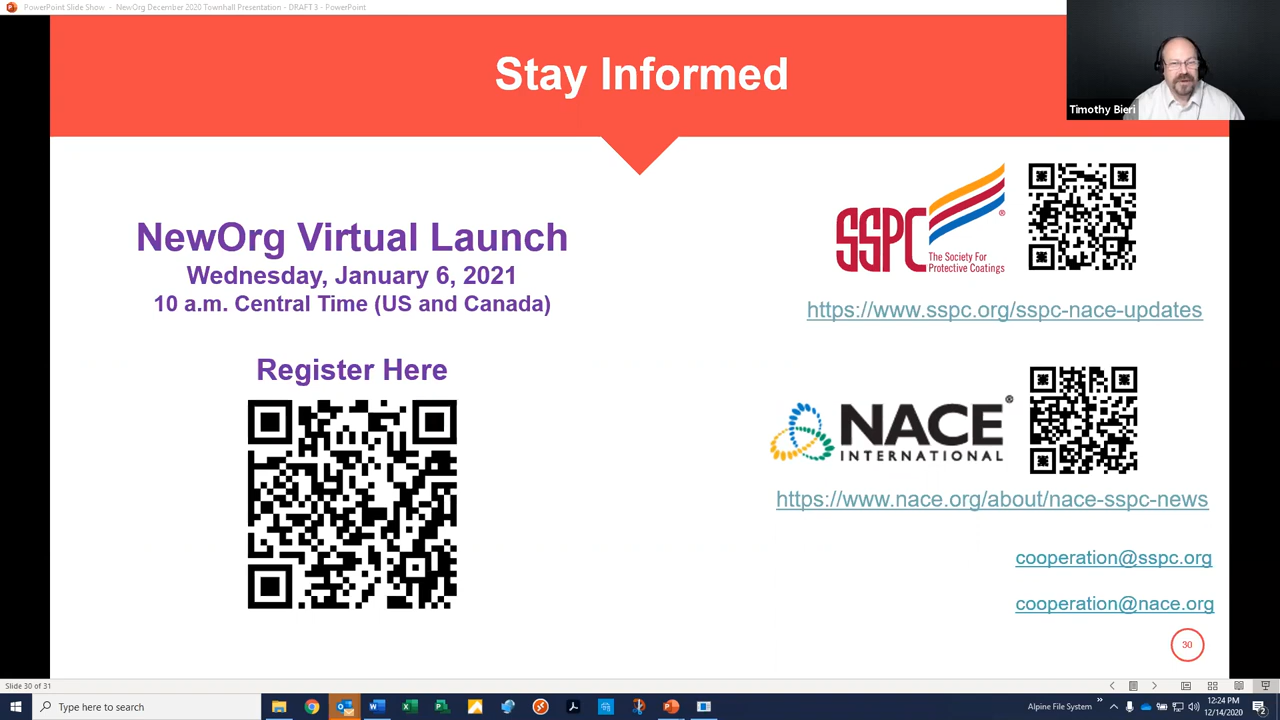 PowerPoint Slide Show - NewOrg December 2020 Townhall Presentation - DRAFT 3 - PowerPoint
Stay Informed
Timothy Bieri
NewOrg Virtual Launch
Wednesday, January 6, 2021
10 a.m. Central Time (US and Canada)
Register Here
SSPC®
The Society For
Protective Coatings
https://www.sspc.org/sspc-nace-updates
NACE®
INTERNATIONAL
https://www.nace.org/about/nace-sspc-news
cooperation@sspc.org
cooperation@nace.org
30
Slide 30 of 31
Type here to search
Alpine File System
12:24 PM
12/14/2020
2